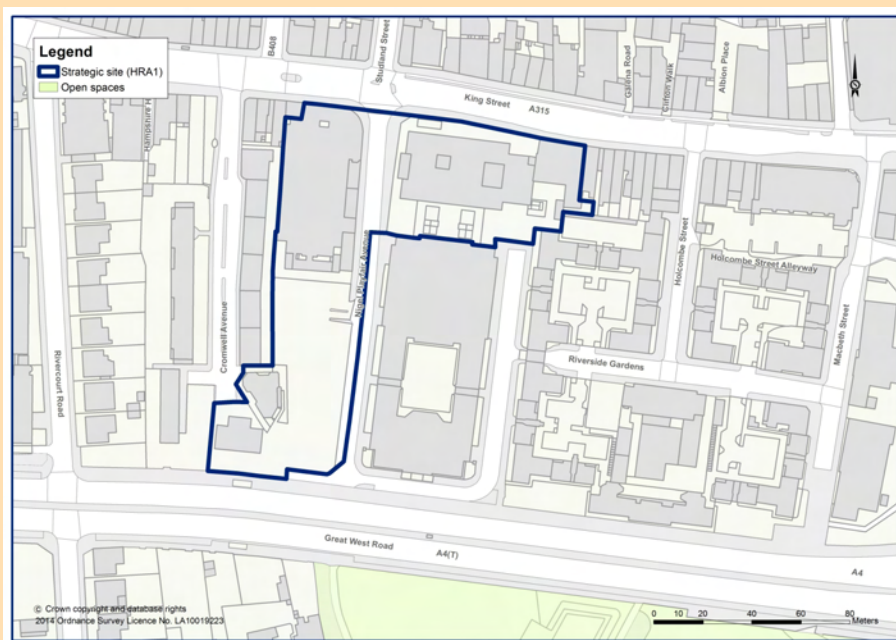 Legend
Strategic site (HRA1)
Open spaces
B408
Studland Street
King Street A315
Galena Road
Clifton Walk
Albion Place
Cromwell Avenue
Nigel Playfair Avenue
Holcombe Street
Holcombe Street Alleyway
Macbeth Street
Rivercourt Road
Riverside Gardens
Great West Road A4(T)
A4
© Crown copyright and database rights
2014 Ordnance Survey Licence No. LA10019223
0 10 20 40 60 80
Meters